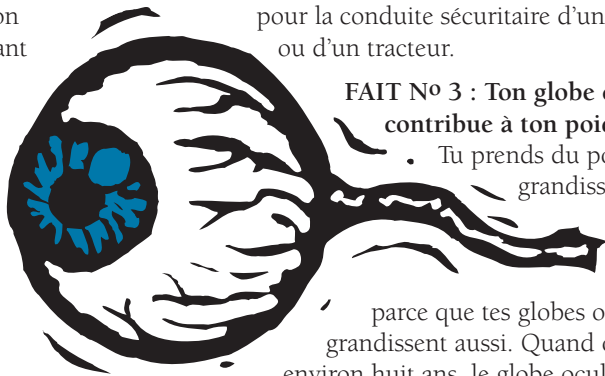 on
ant
pour la conduite sécuritaire d'un
ou d'un tracteur.
FAIT Nº 3 : Ton globe
contribue à ton poi
Tu prends du p
grandiss
parce que tes globes o
grandissent aussi. Quand
environ huit ans, le globe ocul